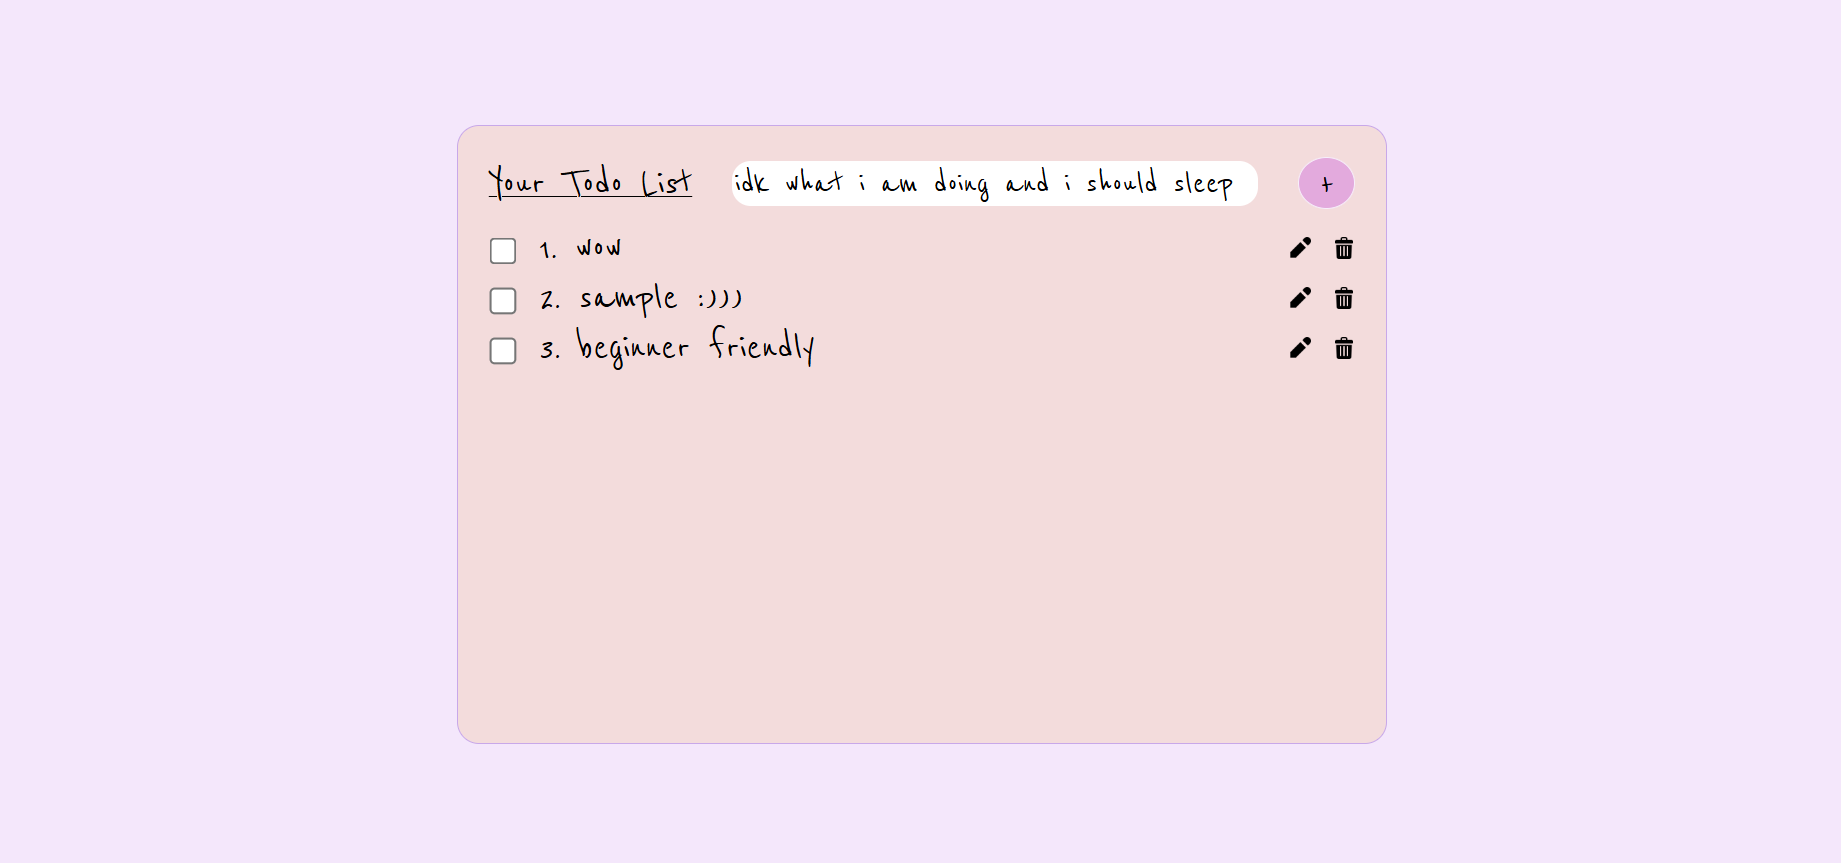 Your Todo List idk what i am doing and i should sleep +
1. wow
2. sample :)))
3. beginner friendly